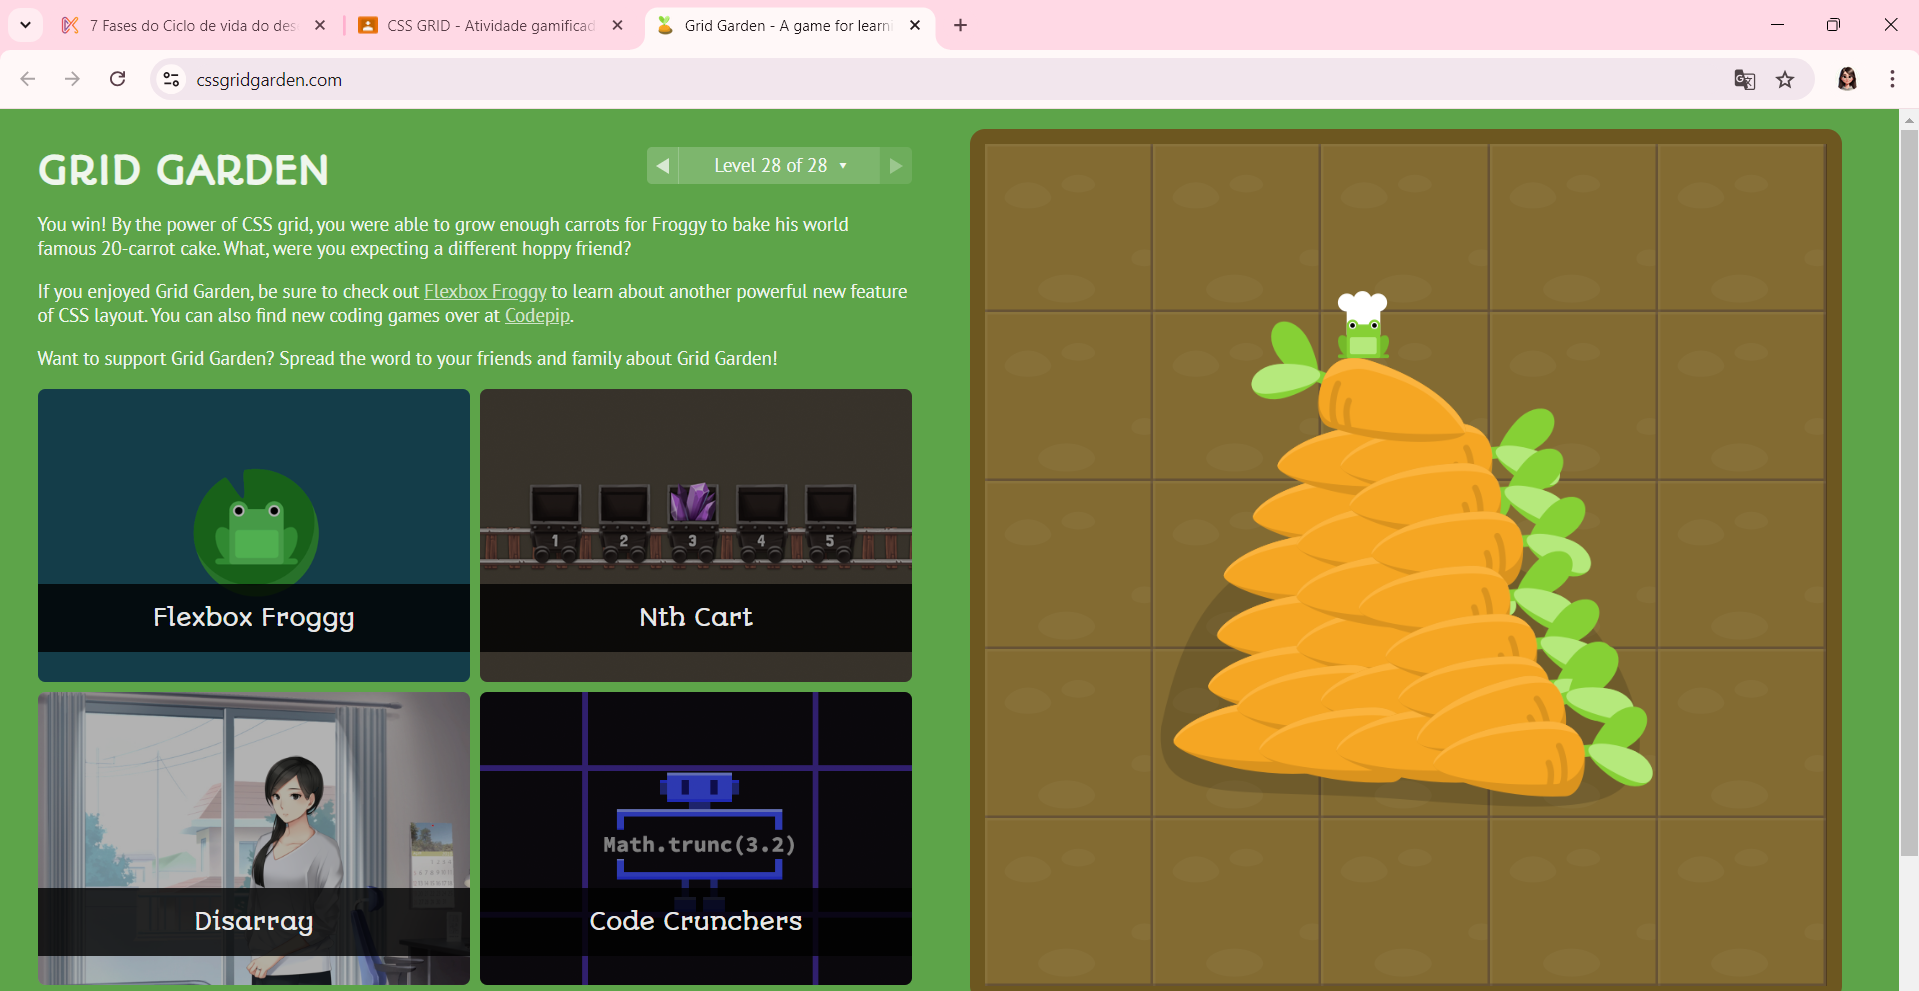 7 Fases do Ciclo de vida do des
CSS GRID - Atividade gamificad
Grid Garden - A game for learni
cssgridgarden.com
GRID GARDEN
Level 28 of 28
You win! By the power of CSS grid, you were able to grow enough carrots for Froggy to bake his world
famous 20-carrot cake. What, were you expecting a different hoppy friend?
If you enjoyed Grid Garden, be sure to check out Flexbox Froggy to learn about another powerful new feature
of CSS layout. You can also find new coding games over at Codepip.
Want to support Grid Garden? Spread the word to your friends and family about Grid Garden!
Flexbox Froggy
1 2 3 4 5
Nth Cart
Disarray
Math.trunc(3.2)
Code Crunchers